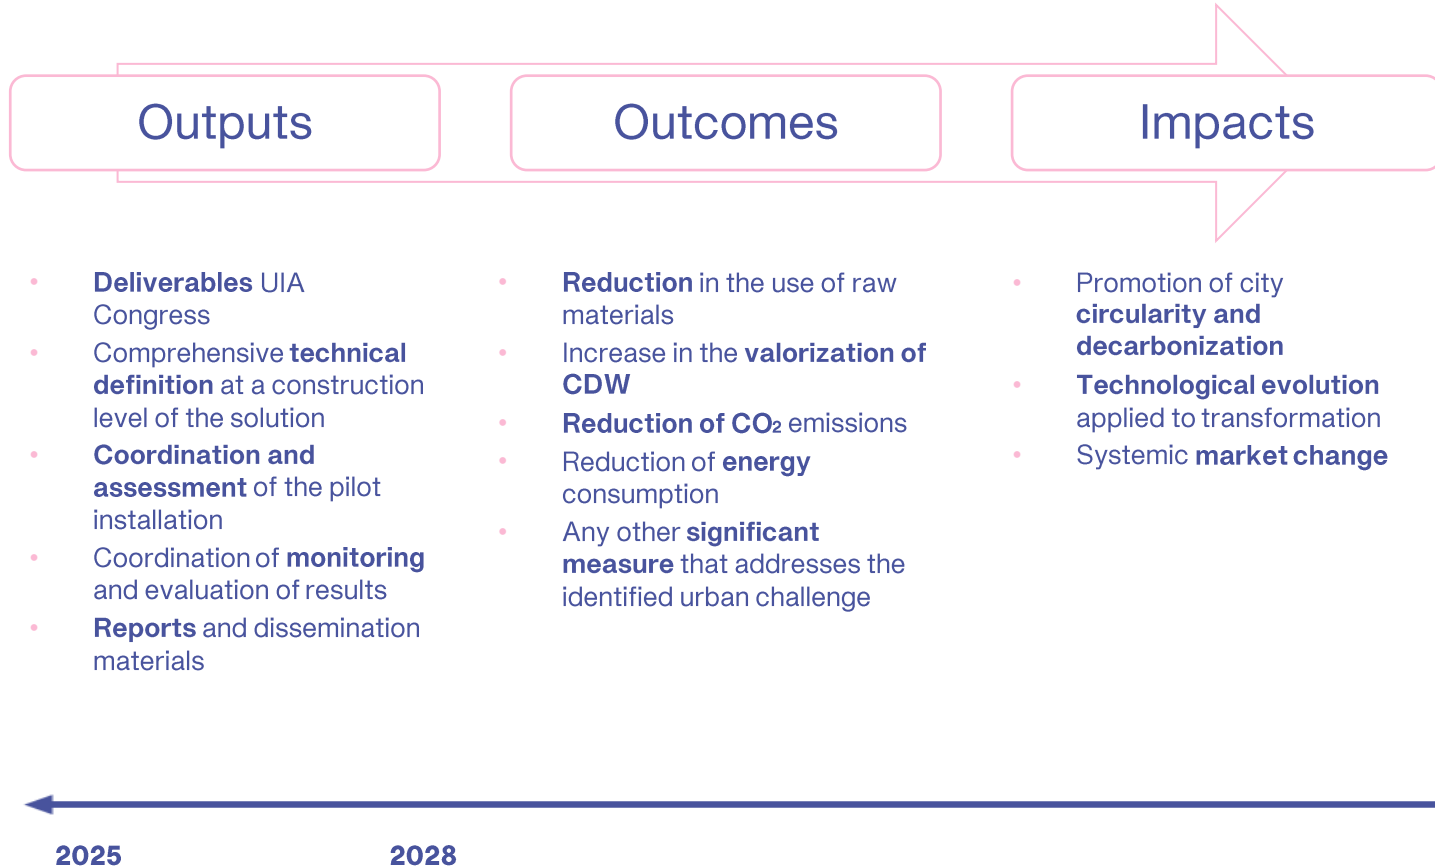 Outputs
Outcomes
Impacts
• Deliverables UIA
Congress
• Comprehensive technical
definition at a construction
level of the solution
• Coordination and
assessment of the pilot
installation
• Coordination of monitoring
and evaluation of results
• Reports and dissemination
materials
• Reduction in the use of raw
materials
• Increase in the valorization of
CDW
• Reduction of CO₂ emissions
• Reduction of energy
consumption
• Any other significant
measure that addresses the
identified urban challenge
• Promotion of city
circularity and
decarbonization
• Technological evolution
applied to transformation
• Systemic market change
2025
2028